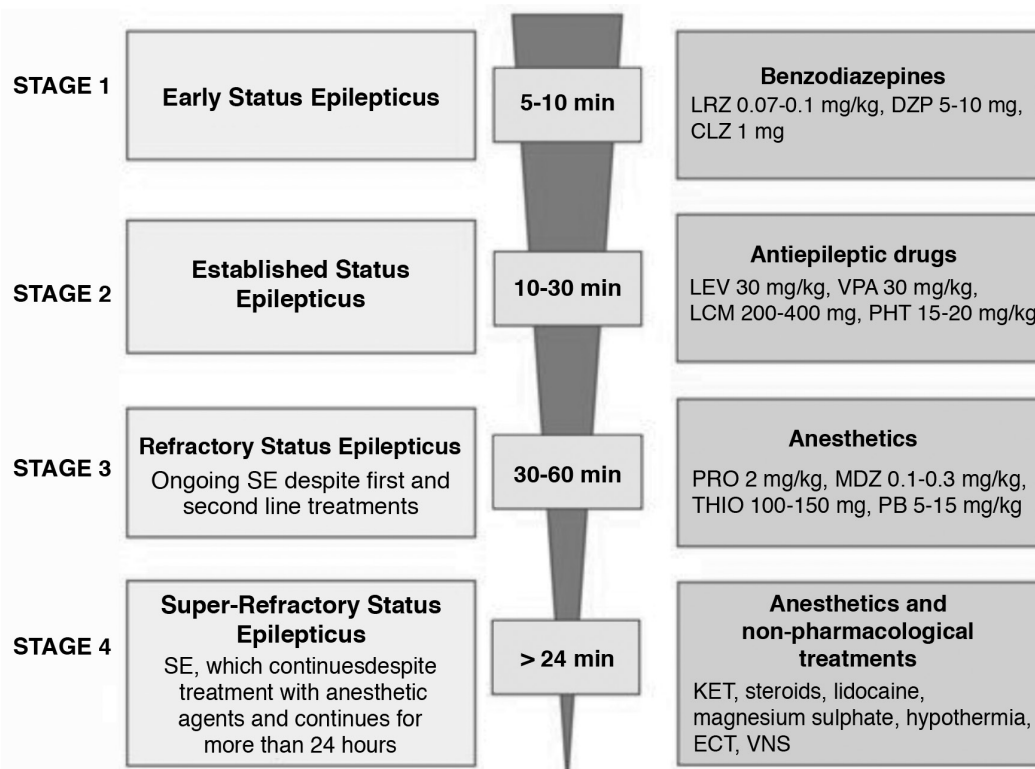 STAGE 1
Early Status Epilepticus
5-10 min
Benzodiazepines
LRZ 0.07-0.1 mg/kg, DZP 5-10 mg,
CLZ 1 mg
STAGE 2
Established Status
Epilepticus
10-30 min
Antiepileptic drugs
LEV 30 mg/kg, VPA 30 mg/kg,
LCM 200-400 mg, PHT 15-20 mg/kg
STAGE 3
Refractory Status Epilepticus
Ongoing SE despite first and
second line treatments
30-60 min
Anesthetics
PRO 2 mg/kg, MDZ 0.1-0.3 mg/kg,
THIO 100-150 mg, PB 5-15 mg/kg
STAGE 4
Super-Refractory Status
Epilepticus
SE, which continuesdespite
treatment with anesthetic
agents and continues for
more than 24 hours
> 24 min
Anesthetics and
non-pharmacological
treatments
KET, steroids, lidocaine,
magnesium sulphate, hypothermia,
ECT, VNS